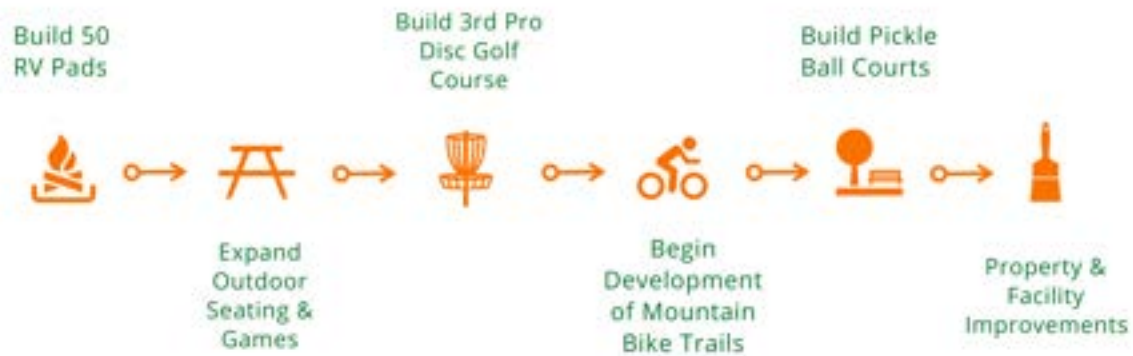 Build 50
RV Pads
Expand
Outdoor
Seating &
Games
Build 3rd Pro
Disc Golf
Course
Begin
Development
of Mountain
Bike Trails
Build Pickle
Ball Courts
Property &
Facility
Improvements